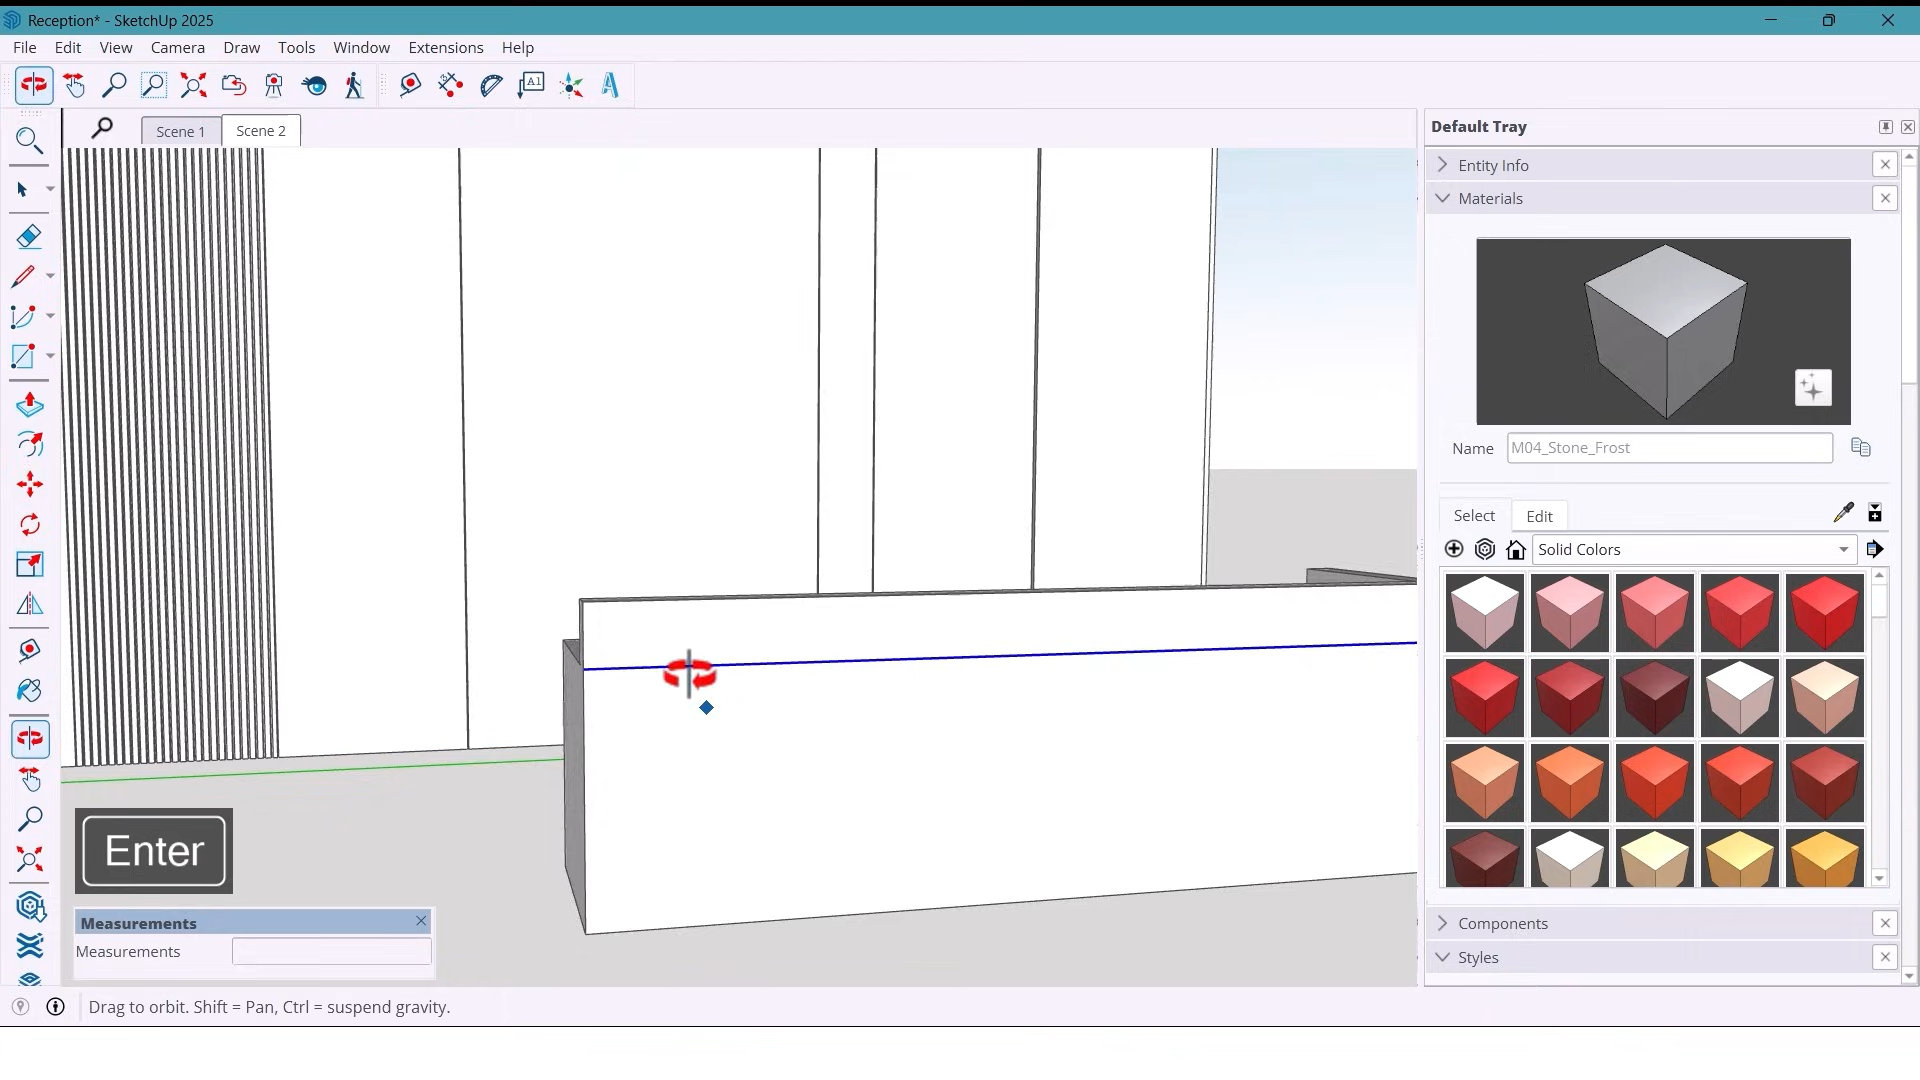 Reception* - SketchUp 2025
File Edit View Camera Draw Tools Window Extensions Help
A1
Scene 1 Scene 2
Default Tray
Entity Info
Materials
Name M04_Stone_Frost
Select Edit
Solid Colors
Enter
Measurements
Measurements
Components
Styles
Drag to orbit. Shift = Pan, Ctrl = suspend gravity.